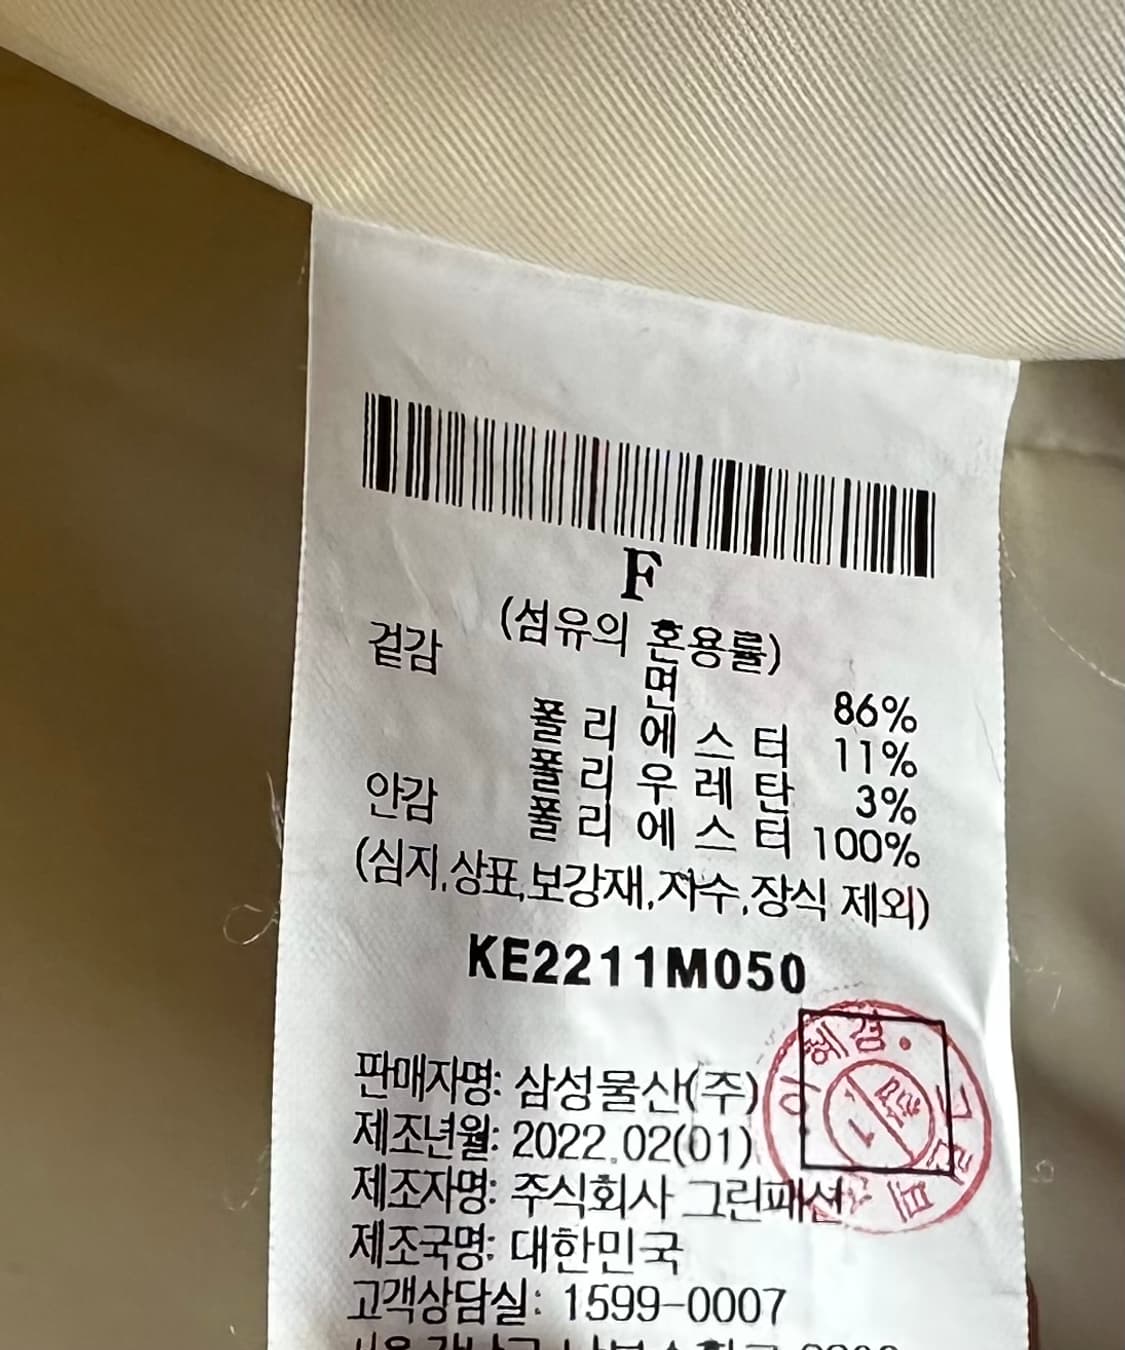 F
(섬유의 혼용률)
겉감 면 86%
폴리에스터 11%
폴리우레탄 3%
안감 폴리에스터 100%
(심지,상표,보강재,자수,장식 제외)
KE2211M050
판매자명: 삼성물산(주)
제조년월: 2022.02(01)
제조자명: 주식회사 그린패션
제조국명: 대한민국
고객상담실: 1599-0007